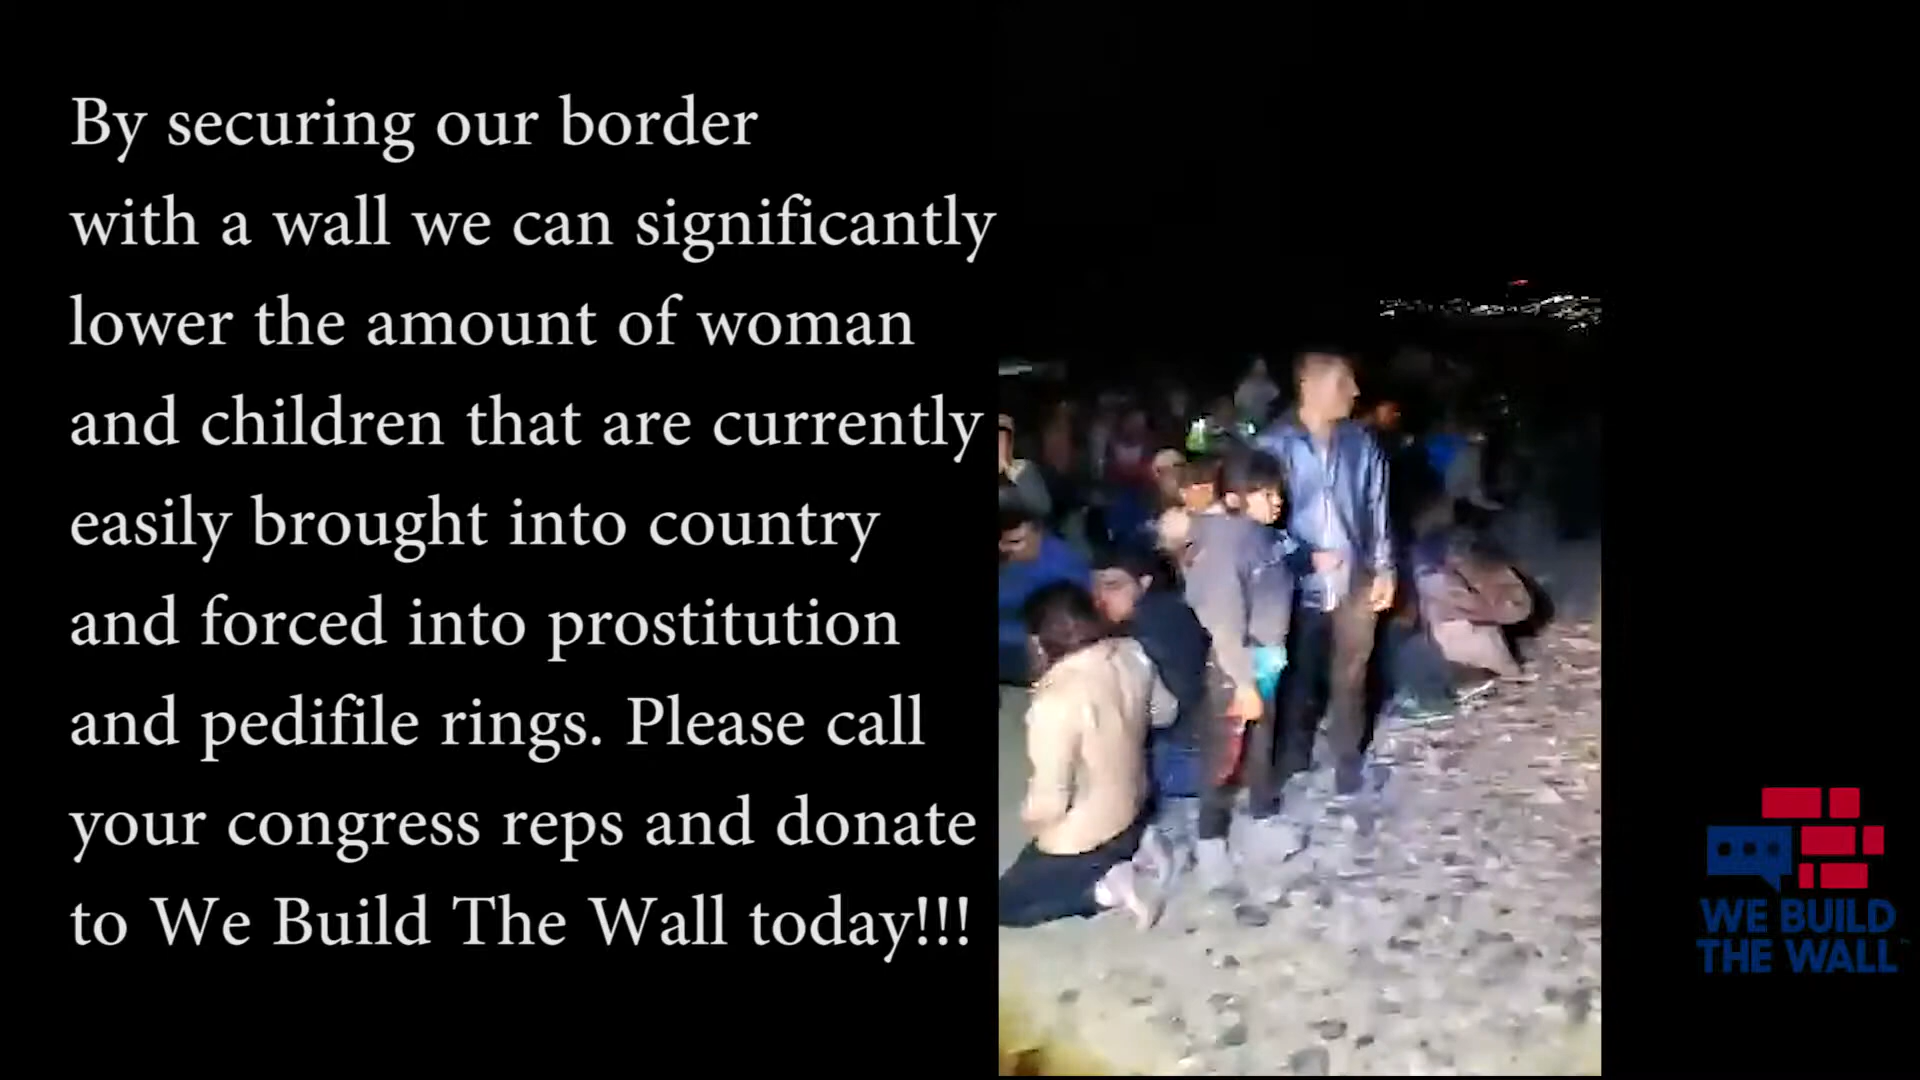 By securing our border
with a wall we can significantly
lower the amount of woman
and children that are currently
easily brought into country
and forced into prostitution
and pedifile rings. Please call
your congress reps and donate
to We Build The Wall today!!!
WE BUILD
THE WALL